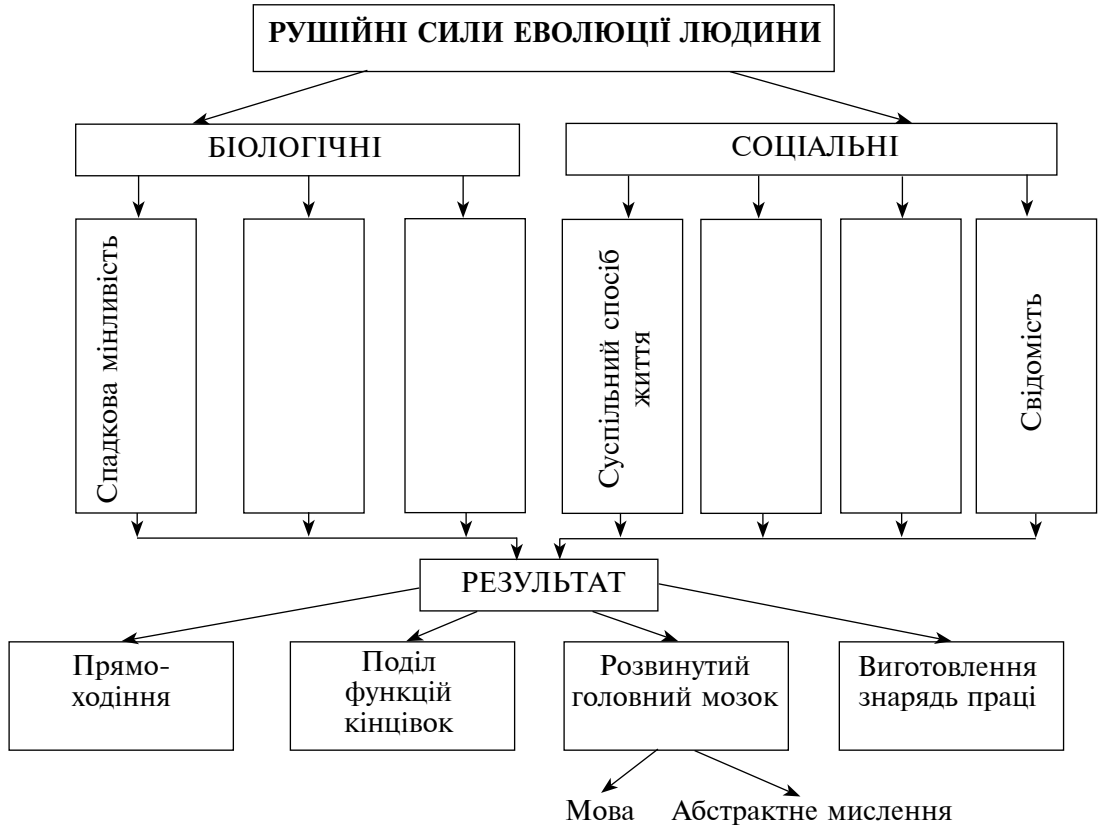 РУШІЙНІ СИЛИ ЕВОЛЮЦІЇ ЛЮДИНИ
БІОЛОГІЧНІ
СОЦІАЛЬНІ
Спадкова мінливість
Суспільний спосіб
життя
Свідомість
РЕЗУЛЬТАТ
Прямо-
ходіння
Поділ
функцій
кінцівок
Розвинутий
головний мозок
Виготовлення
знарядь праці
Мова
Абстрактне мислення